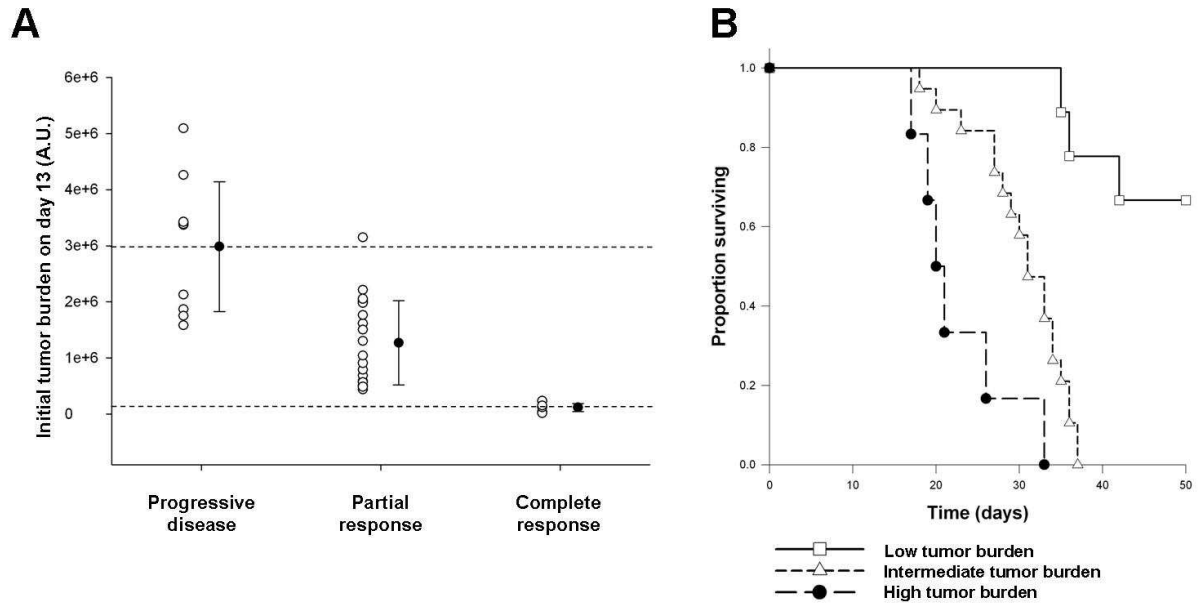 A
Initial tumor burden on day 13 (A.U.)
6e+6
5e+6
4e+6
3e+6
2e+6
1e+6
0
Progressive
disease
Partial
response
Complete
response
B
Proportion surviving
1.0
0.8
0.6
0.4
0.2
0.0
0
10
20
30
40
50
Time (days)
Low tumor burden
Intermediate tumor burden
High tumor burden